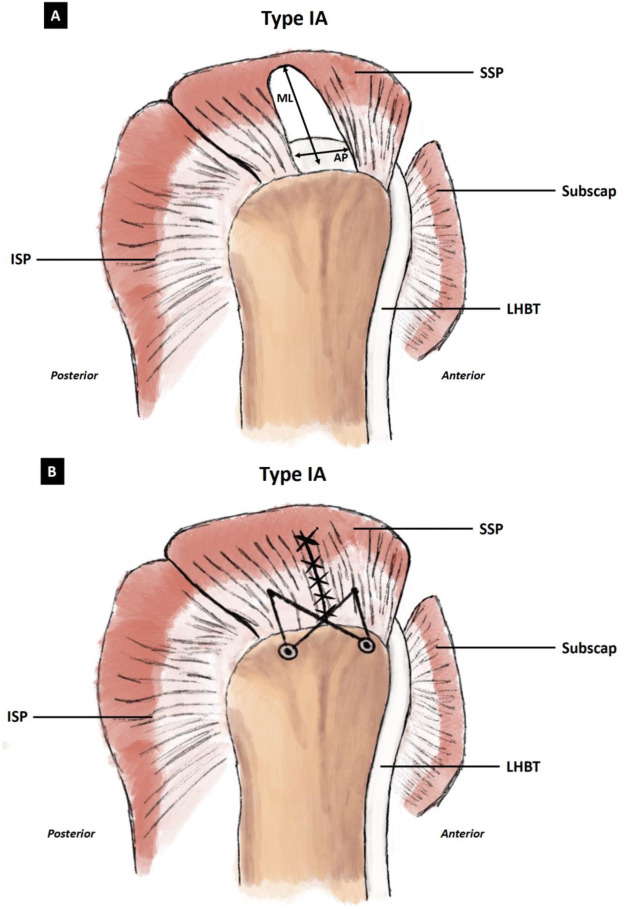 A
Type IA
SSP
ML
AP
Subscap
ISP
LHBT
Posterior
Anterior
B
Type IA
SSP
Subscap
ISP
LHBT
Posterior
Anterior